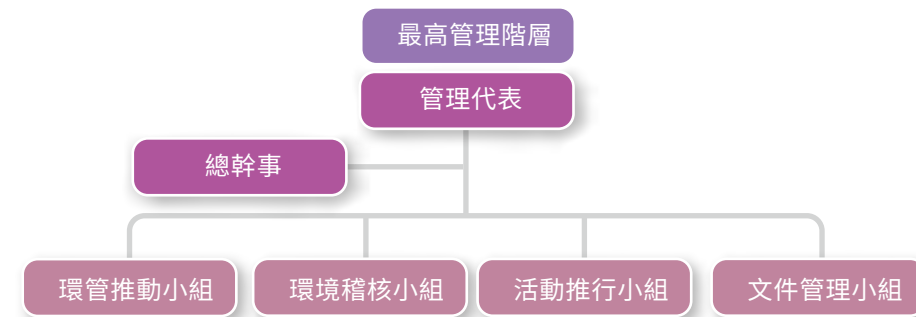 最高管理階層
管理代表
總幹事
環管推動小組
環境稽核小組
活動推行小組
文件管理小組